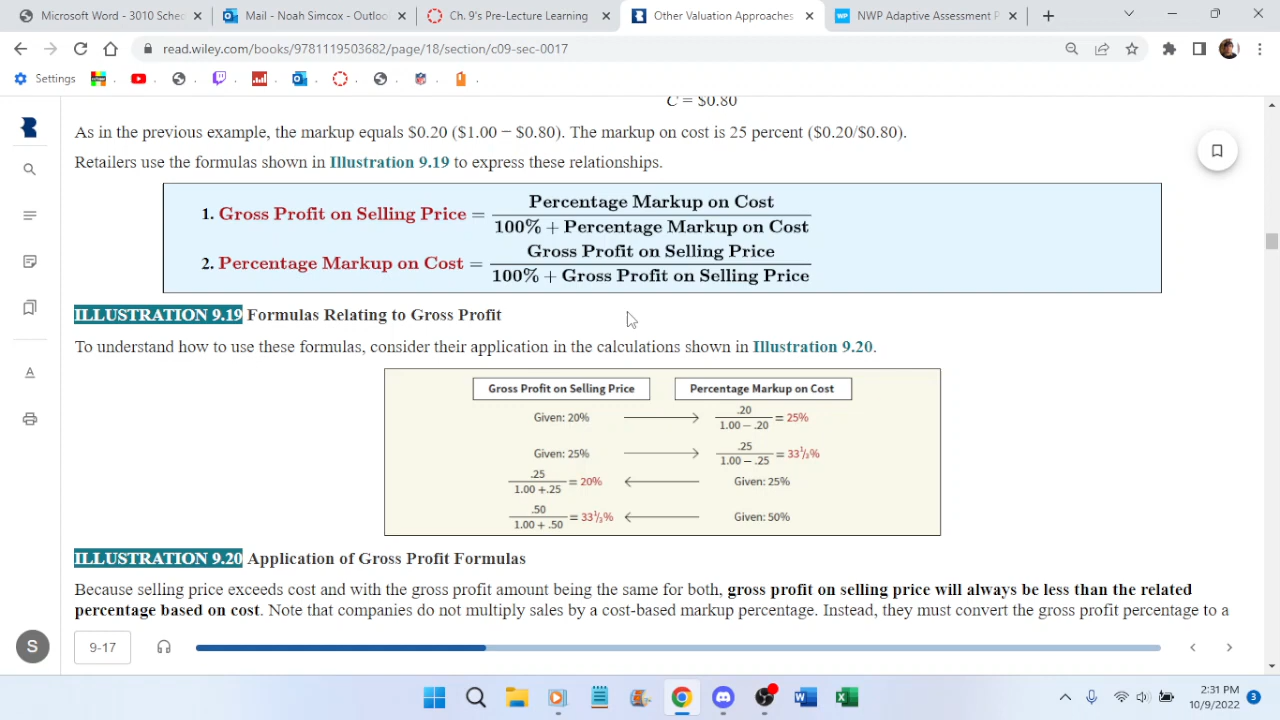 Microsoft Word - 3010 Sched
Mail - Noah Simcox - Outloo
Ch. 9's Pre-Lecture Learning
Other Valuation Approaches
WP NWP Adaptive Assessment P
read.wiley.com/books/9781119503682/page/18/section/c09-sec-0017
Settings
C = $0.80
As in the previous example, the markup equals $0.20 ($1.00 − $0.80). The markup on cost is 25 percent ($0.20/$0.80).
Retailers use the formulas shown in Illustration 9.19 to express these relationships.
Percentage Markup on Cost
1. Gross Profit on Selling Price =
100% + Percentage Markup on Cost
Gross Profit on Selling Price
2. Percentage Markup on Cost =
100% + Gross Profit on Selling Price
ILLUSTRATION 9.19 Formulas Relating to Gross Profit
To understand how to use these formulas, consider their application in the calculations shown in Illustration 9.20.
Gross Profit on Selling Price Percentage Markup on Cost
Given: 20% .20 / 1.00 − .20 = 25%
Given: 25% .25 / 1.00 − .25 = 33 1/3%
.25 / 1.00 +.25 = 20% Given: 25%
.50 / 1.00 + .50 = 33 1/3% Given: 50%
ILLUSTRATION 9.20 Application of Gross Profit Formulas
Because selling price exceeds cost and with the gross profit amount being the same for both, gross profit on selling price will always be less than the related
percentage based on cost. Note that companies do not multiply sales by a cost-based markup percentage. Instead, they must convert the gross profit percentage to a
S
9-17
2:31 PM
10/9/2022
3